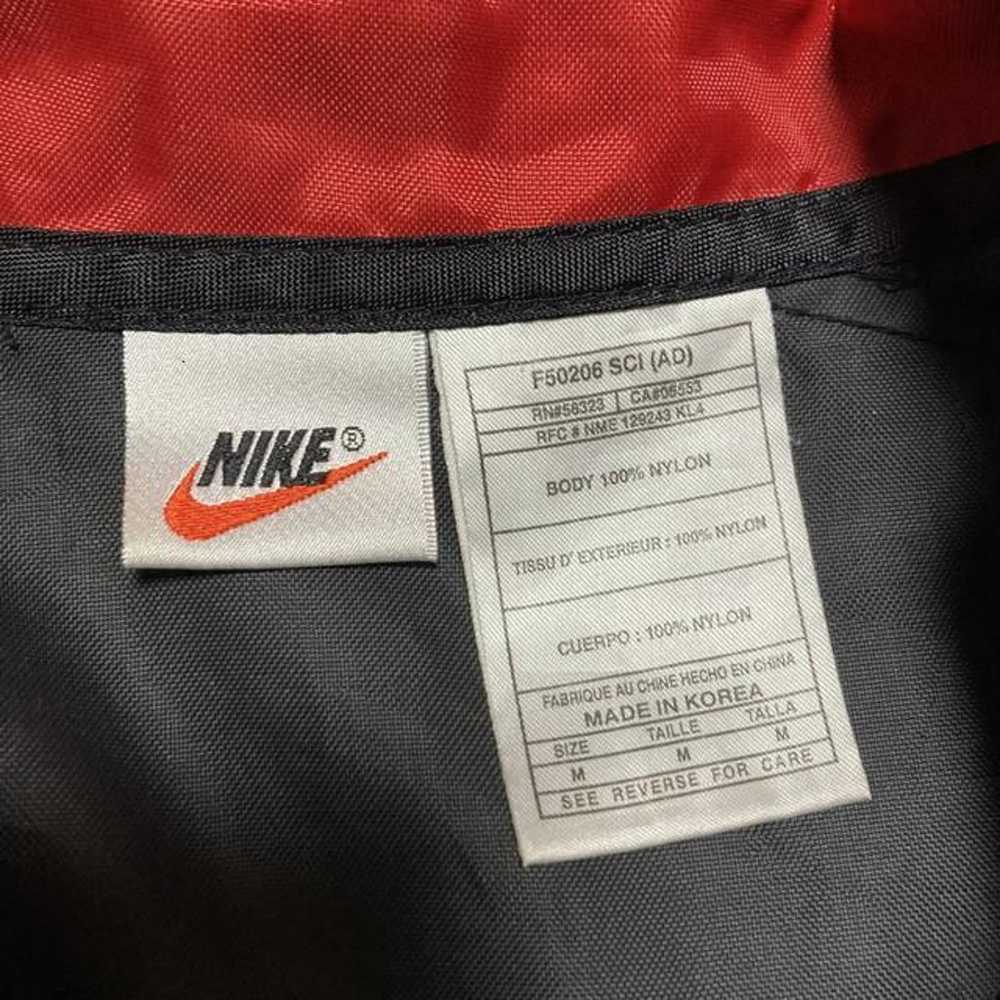 NIKE®
F50206 SCI (AD)
RN#56323 CA#06553
RFC # NME 129243 KL4
BODY 100% NYLON
TISSU D' EXTERIEUR : 100% NYLON
CUERPO : 100% NYLON
FABRIQUE AU CHINE HECHO EN CHINA
MADE IN KOREA
SIZE TAILLE TALLA
M M M
SEE REVERSE FOR CARE